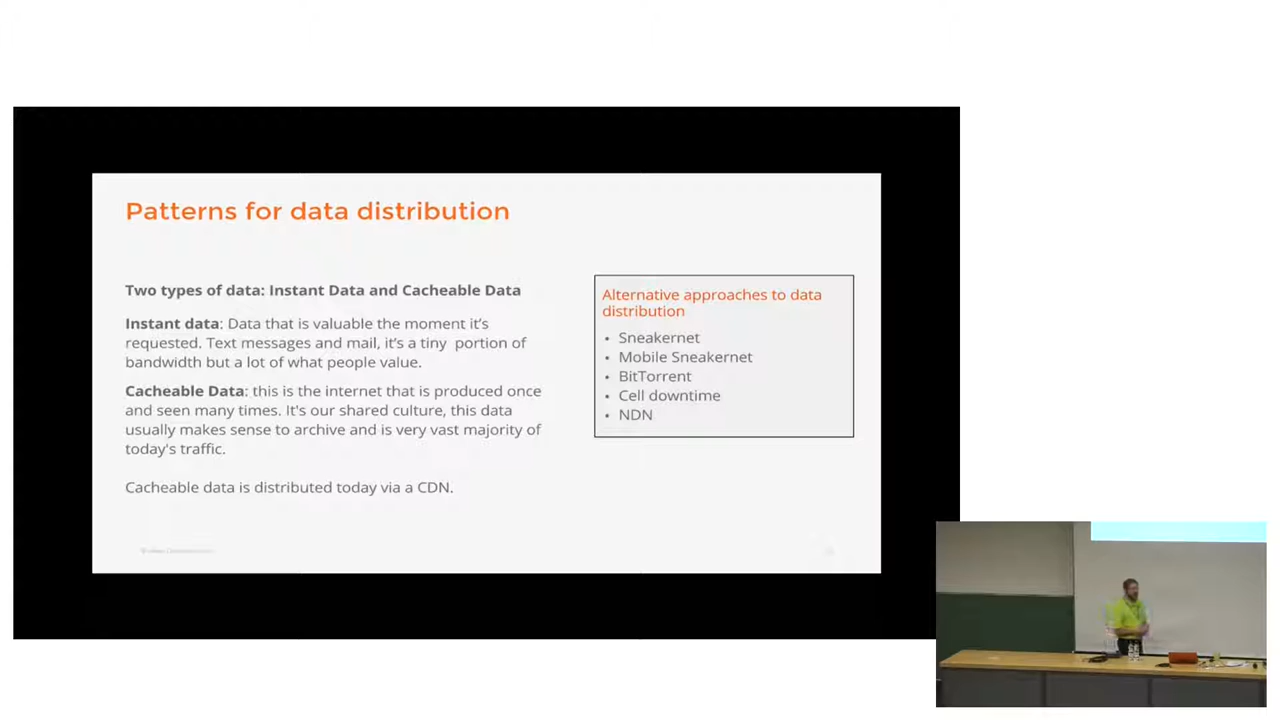 Patterns for data distribution
Two types of data: Instant Data and Cacheable Data
Instant data: Data that is valuable the moment it’s
requested. Text messages and mail, it’s a tiny portion of
bandwidth but a lot of what people value.
Cacheable Data: this is the internet that is produced once
and seen many times. It's our shared culture, this data
usually makes sense to archive and is very vast majority of
today's traffic.
Cacheable data is distributed today via a CDN.
Alternative approaches to data
distribution
• Sneakernet
• Mobile Sneakernet
• BitTorrent
• Cell downtime
• NDN